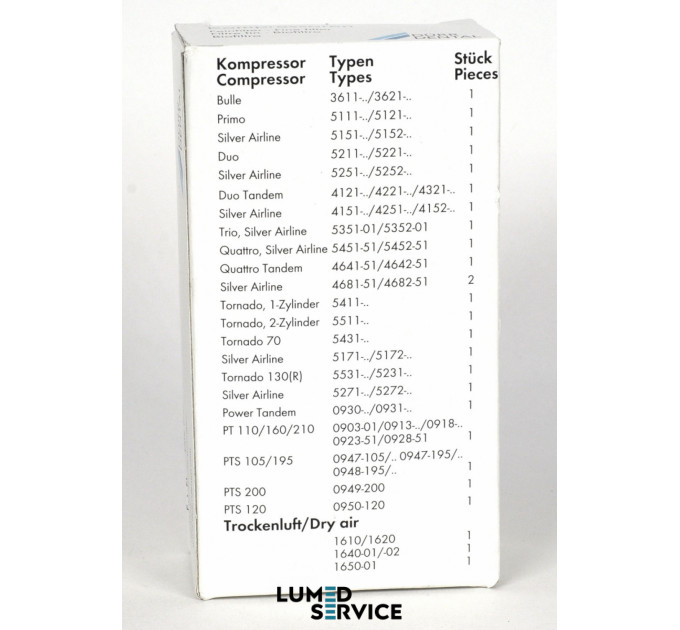 DÜRR
DENTAL
Kompressor Typen Stück
Compressor Types Pieces
Bulle 3611-../3621-.. 1
Primo 5111-../5121-.. 1
Silver Airline 5151-../5152-.. 1
Duo 5211-../5221-.. 1
Silver Airline 5251-../5252-.. 1
Duo Tandem 4121-../4221-../4321-.. 1
Silver Airline 4151-../4251-../4152-.. 1
Trio, Silver Airline 5351-01/5352-01 1
Quattro, Silver Airline 5451-51/5452-51 1
Quattro Tandem 4641-51/4642-51 1
Silver Airline 4681-51/4682-51 2
Tornado, 1-Zylinder 5411-.. 1
Tornado, 2-Zylinder 5511-.. 1
Tornado 70 5431-.. 1
Silver Airline 5171-../5172-.. 1
Tornado 130(R) 5531-../5231-.. 1
Silver Airline 5271-../5272-.. 1
Power Tandem 0930-../0931-.. 1
PT 110/160/210 0903-01/0913-../0918-..
0923-51/0928-51 1
PTS 105/195 0947-105/.. 0947-195/..
0948-195/.. 1
PTS 200 0949-200 1
PTS 120 0950-120 1
Trockenluft/Dry air
1610/1620 1
1640-01/-02 1
1650-01 1
LUMED
SERVICE